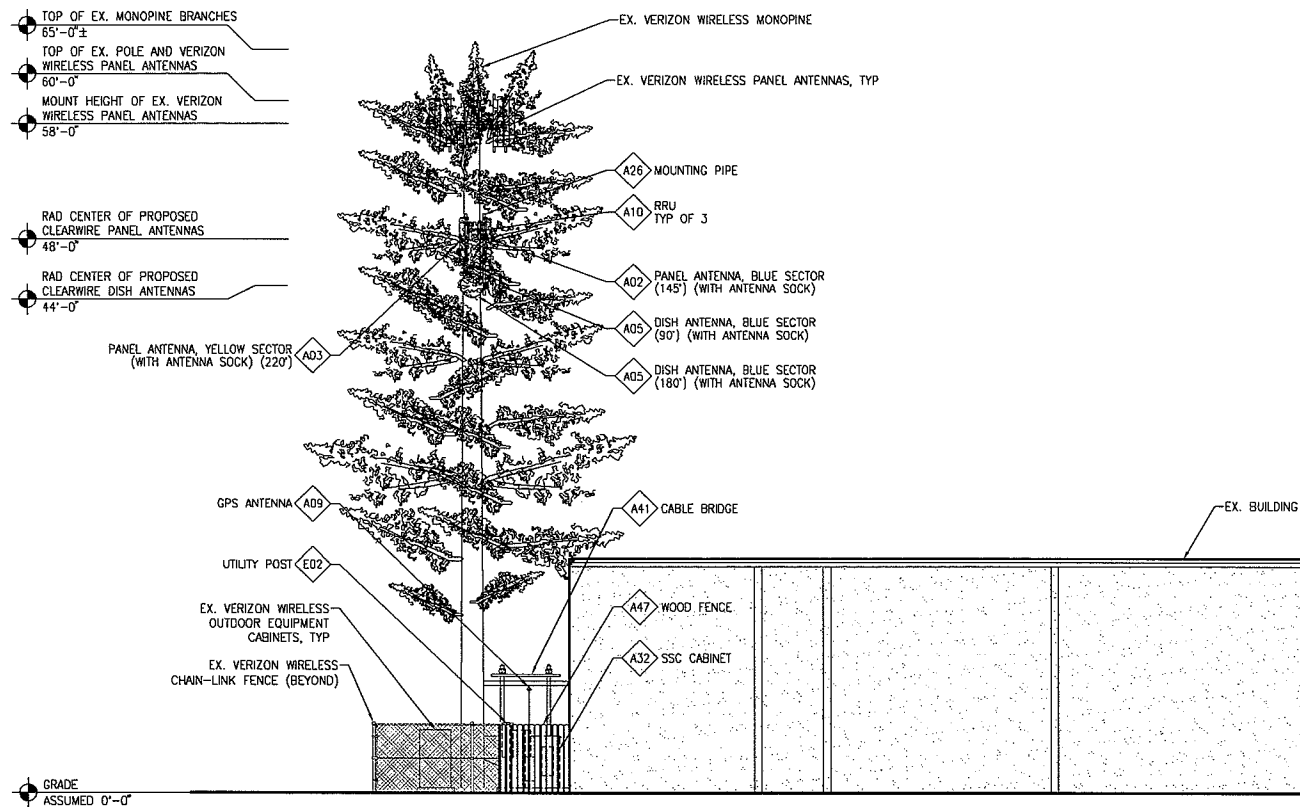 TOP OF EX. MONOPINE BRANCHES
65'-0"±
TOP OF EX. POLE AND VERIZON
WIRELESS PANEL ANTENNAS
60'-0"
MOUNT HEIGHT OF EX. VERIZON
WIRELESS PANEL ANTENNAS
58'-0"
RAD CENTER OF PROPOSED
CLEARWIRE PANEL ANTENNAS
48'-0"
RAD CENTER OF PROPOSED
CLEARWIRE DISH ANTENNAS
44'-0"
PANEL ANTENNA, YELLOW SECTOR
(WITH ANTENNA SOCK) (220°)
A03
GPS ANTENNA A09
UTILITY POST E02
EX. VERIZON WIRELESS
OUTDOOR EQUIPMENT
CABINETS, TYP
EX. VERIZON WIRELESS
CHAIN-LINK FENCE (BEYOND)
GRADE
ASSUMED 0'-0"
EX. VERIZON WIRELESS MONOPINE
EX. VERIZON WIRELESS PANEL ANTENNAS, TYP
A26 MOUNTING PIPE
A10 RRU
TYP OF 3
A02 PANEL ANTENNA, BLUE SECTOR
(145°) (WITH ANTENNA SOCK)
A05 DISH ANTENNA, BLUE SECTOR
(90°) (WITH ANTENNA SOCK)
A05 DISH ANTENNA, BLUE SECTOR
(180°) (WITH ANTENNA SOCK)
A41 CABLE BRIDGE
EX. BUILDING
A47 WOOD FENCE
A32 SSC CABINET